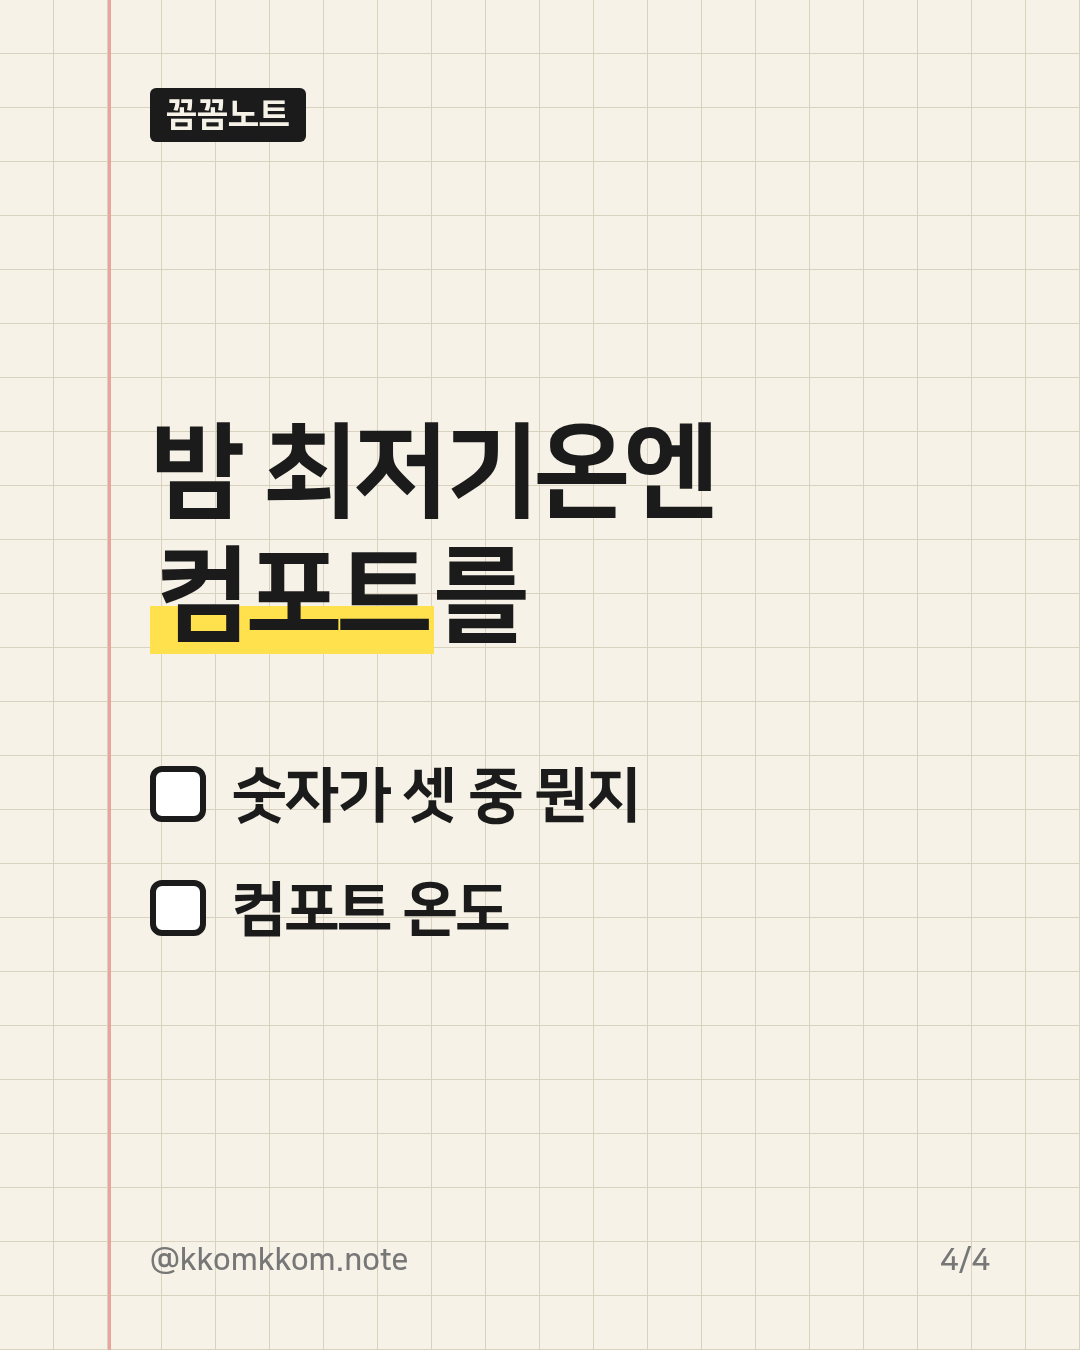 꼼꼼노트
밤 최저기온엔
컴포트를
숫자가 셋 중 뭔지
컴포트 온도
@kkomkkom.note
4/4